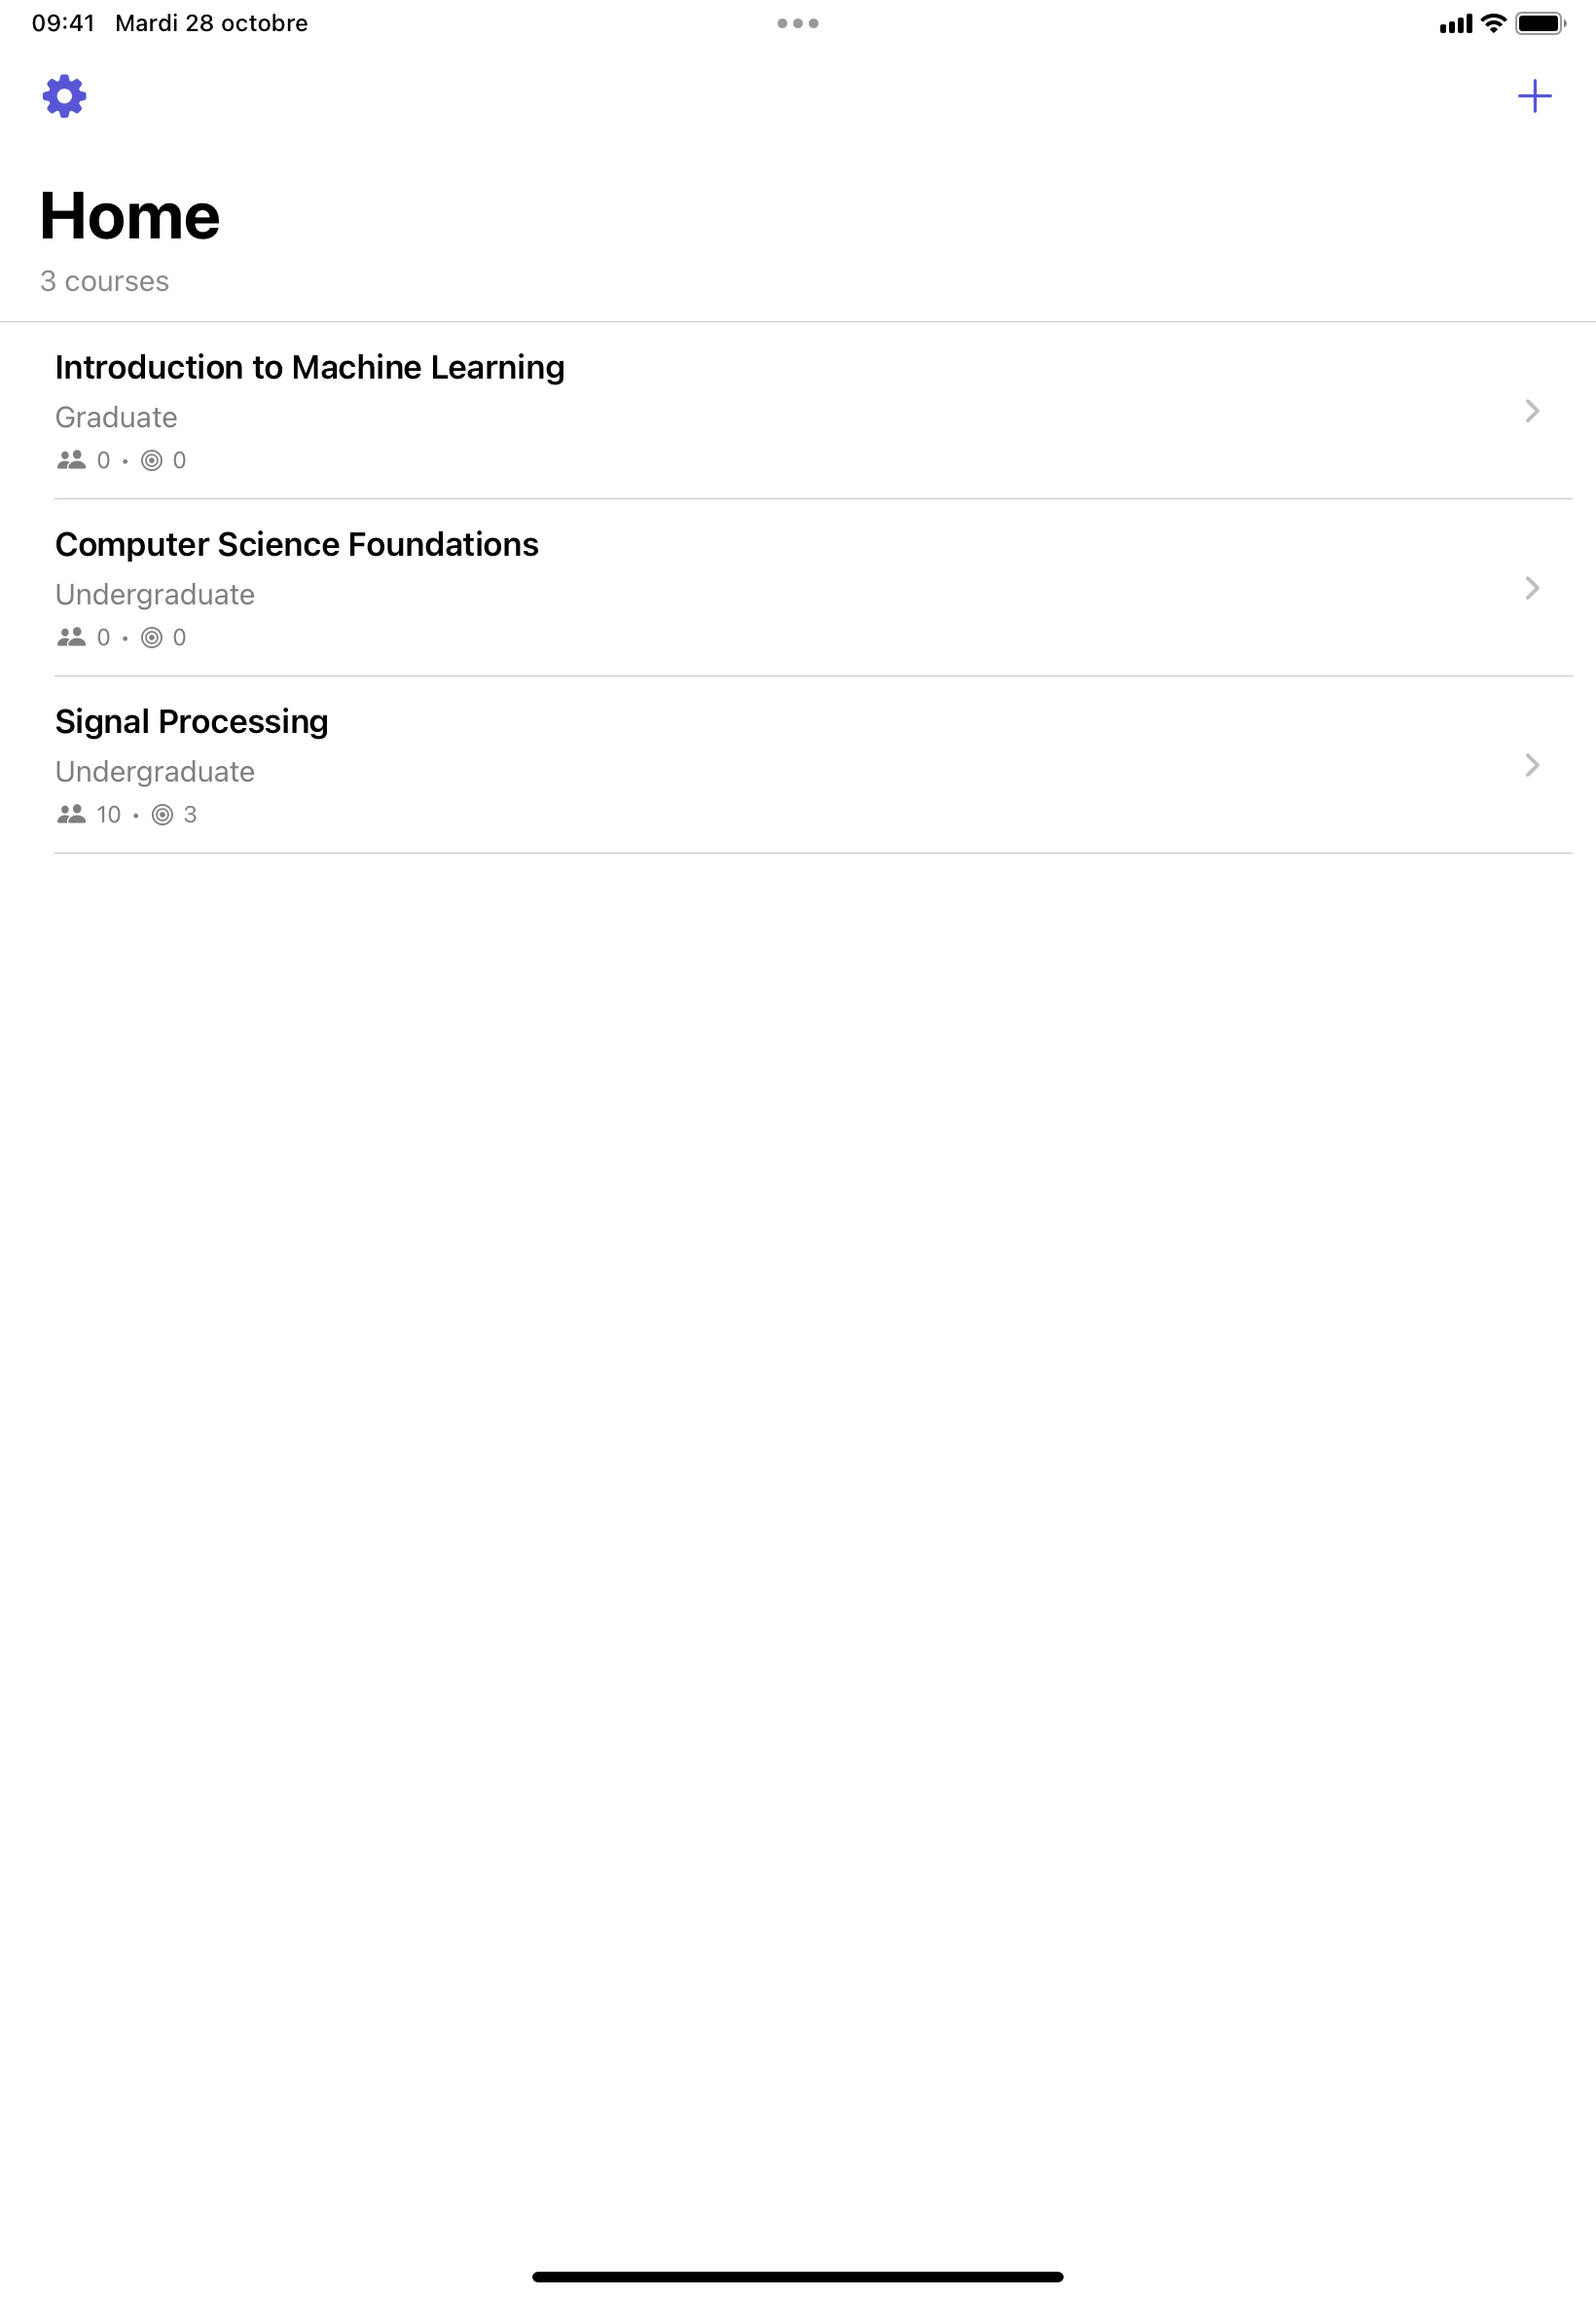 09:41 Mardi 28 octobre
Home
3 courses
Introduction to Machine Learning
Graduate
0 • 0
Computer Science Foundations
Undergraduate
0 • 0
Signal Processing
Undergraduate
10 • 3